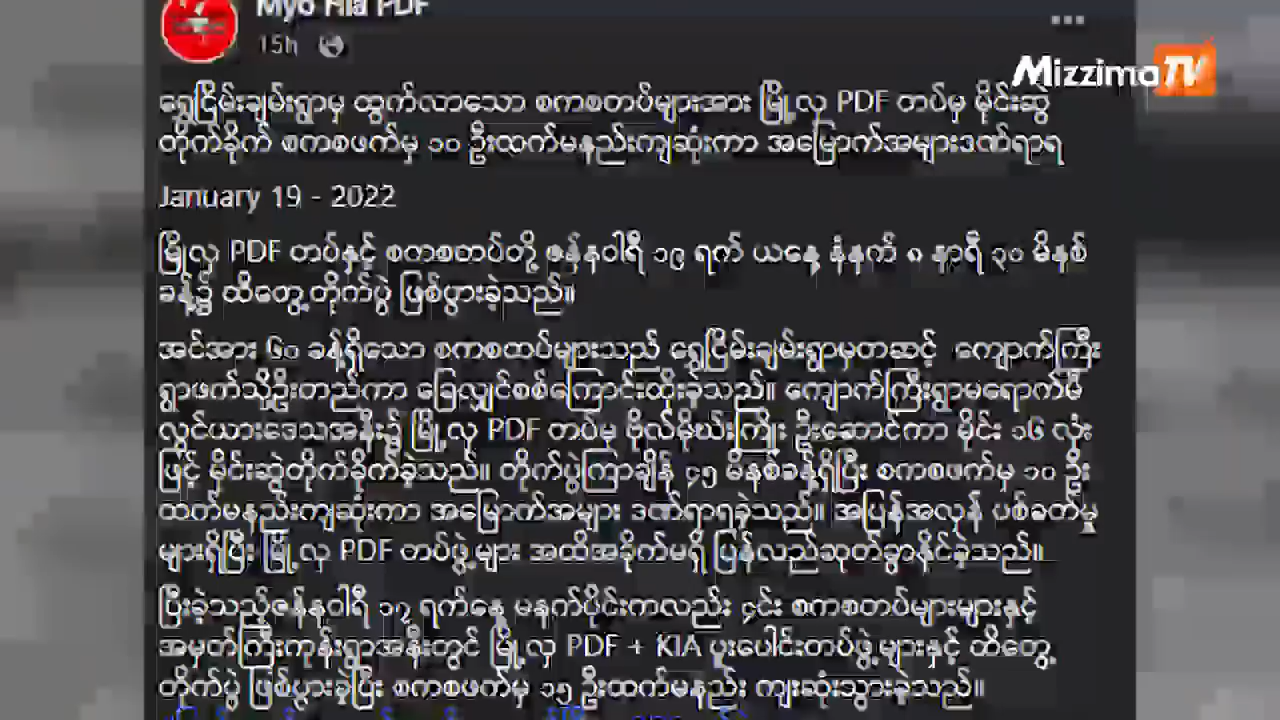 Myo Hla PDF
15h
Mizzima TV
ရွှေငြိမ်းချမ်းရွာမှ ထွက်လာသော စကစတပ်များအား မြို့လှ PDF တပ်မှ မိုင်းဆွဲ
တိုက်ခိုက် စကစဖက်မှ ၁၀ ဦးထက်မနည်းကျဆုံးကာ အမြောက်အများဒဏ်ရာရ
January 19 - 2022
မြို့လှ PDF တပ်နှင့် စကစတပ်တို့ ဇန်နဝါရီ ၁၉ ရက် ယနေ့ နံနက် ၈ နာရီ ၃၀ မိနစ်
ခန့်၌ ထိတွေ့တိုက်ပွဲ ဖြစ်ပွားခဲ့သည်။
အင်အား ၆၀ ခန့်ရှိသော စကစတပ်များသည် ရွှေငြိမ်းချမ်းရွာမှတဆင့် ကျောက်ကြီး
ရွာဖက်သို့ဦးတည်ကာ ခြေလျှင်စစ်ကြောင်းထိုးခဲ့သည်။ ကျောက်ကြီးရွာမရောက်မီ
လွင်ယားဒေသအနီး၌ မြို့လှ PDF တပ်မှ ဗိုလ်မိုဃ်းကြိုး ဦးဆောင်ကာ မိုင်း ၁၆ လုံး
ဖြင့် မိုင်းဆွဲတိုက်ခိုက်ခဲ့သည်။ တိုက်ပွဲကြာချိန် ၄၅ မိနစ်ခန့်ရှိပြီး စကစဖက်မှ ၁၀ ဦး
ထက်မနည်းကျဆုံးကာ အမြောက်အများ ဒဏ်ရာရခဲ့သည်။ အပြန်အလှန် ပစ်ခတ်မှု
များရှိပြီး မြို့လှ PDF တပ်ဖွဲ့များ အထိအခိုက်မရှိ ပြန်လည်ဆုတ်ခွာနိုင်ခဲ့သည်။
ပြီးခဲ့သည့်ဇန်နဝါရီ ၁၇ ရက်နေ့ မနက်ပိုင်းကလည်း ၄င်း စကစတပ်များများနှင့်
အမှတ်ကြီးကုန်းရွာအနီးတွင် မြို့လှ PDF + KIA ပူးပေါင်းတပ်ဖွဲ့များနှင့် ထိတွေ့
တိုက်ပွဲ ဖြစ်ပွားခဲ့ပြီး စကစဖက်မှ ၁၅ ဦးထက်မနည်း ကျးဆုံးသွားခဲ့သည်။